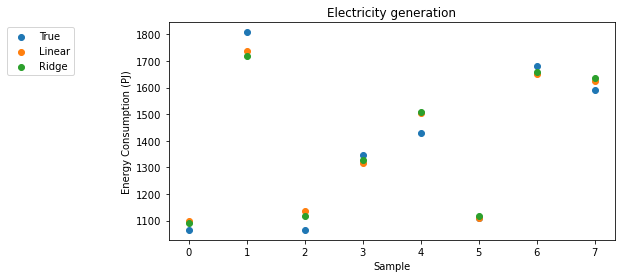 Electricity generation
True
Linear
Ridge
Energy Consumption (PJ)
1800
1700
1600
1500
1400
1300
1200
1100
0 1 2 3 4 5 6 7
Sample